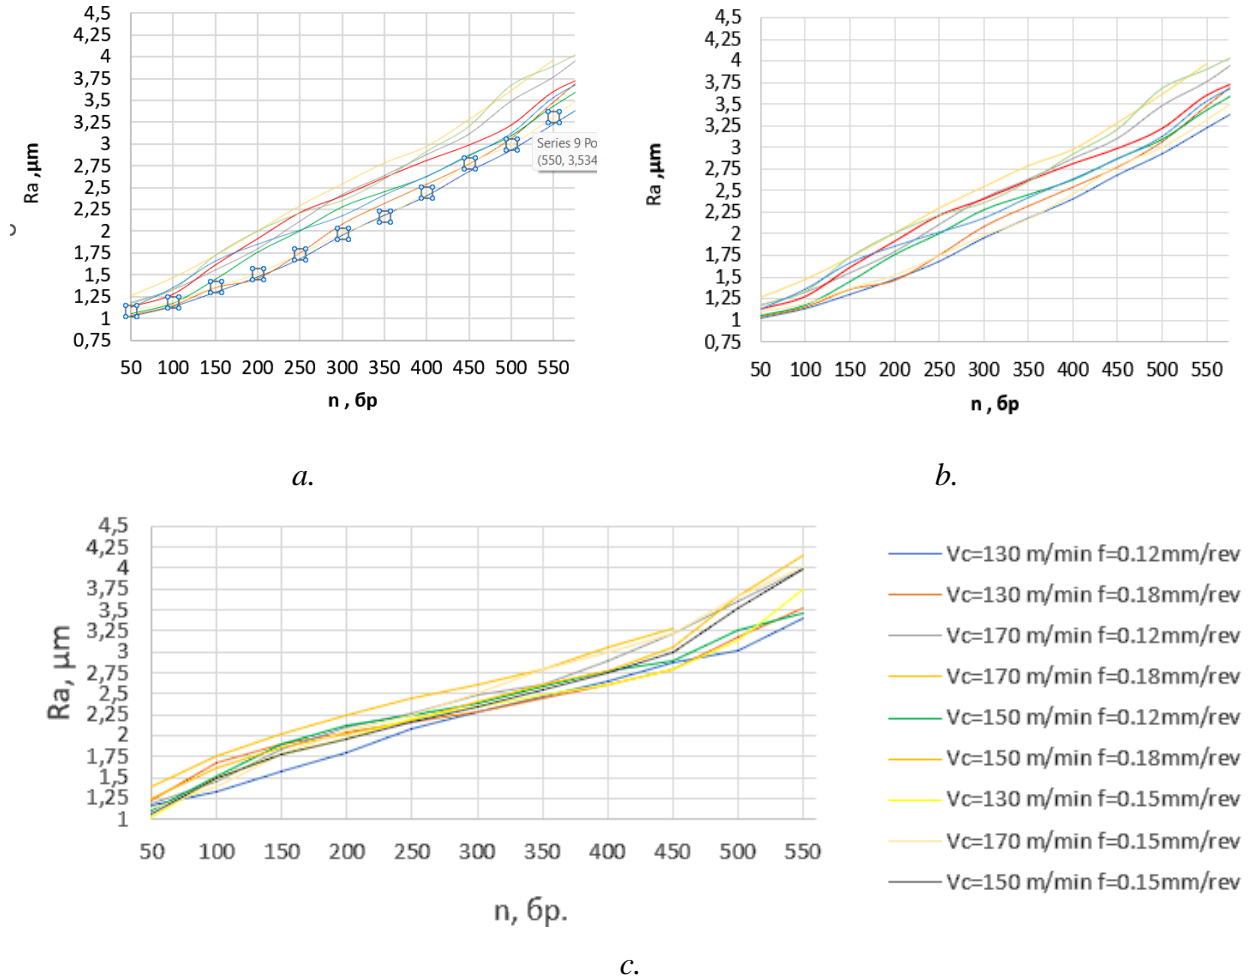 4,5
4,25
4
3,75
3,5
3,25
3
2,75
2,5
2,25
2
1,75
1,5
1,25
1
0,75
Ra ,µm
50 100 150 200 250 300 350 400 450 500 550
n , бр
Series 9 Po
(550, 3,534
a.
4,5
4,25
4
3,75
3,5
3,25
3
2,75
2,5
2,25
2
1,75
1,5
1,25
1
0,75
Ra ,µm
50 100 150 200 250 300 350 400 450 500 550
n , бр
b.
4,5
4,25
4
3,75
3,5
3,25
3
2,75
2,5
2,25
2
1,75
1,5
1,25
1
Ra, µm
50 100 150 200 250 300 350 400 450 500 550
n, бр.
Vc=130 m/min f=0.12mm/rev
Vc=130 m/min f=0.18mm/rev
Vc=170 m/min f=0.12mm/rev
Vc=170 m/min f=0.18mm/rev
Vc=150 m/min f=0.12mm/rev
Vc=150 m/min f=0.18mm/rev
Vc=130 m/min f=0.15mm/rev
Vc=170 m/min f=0.15mm/rev
Vc=150 m/min f=0.15mm/rev
c.